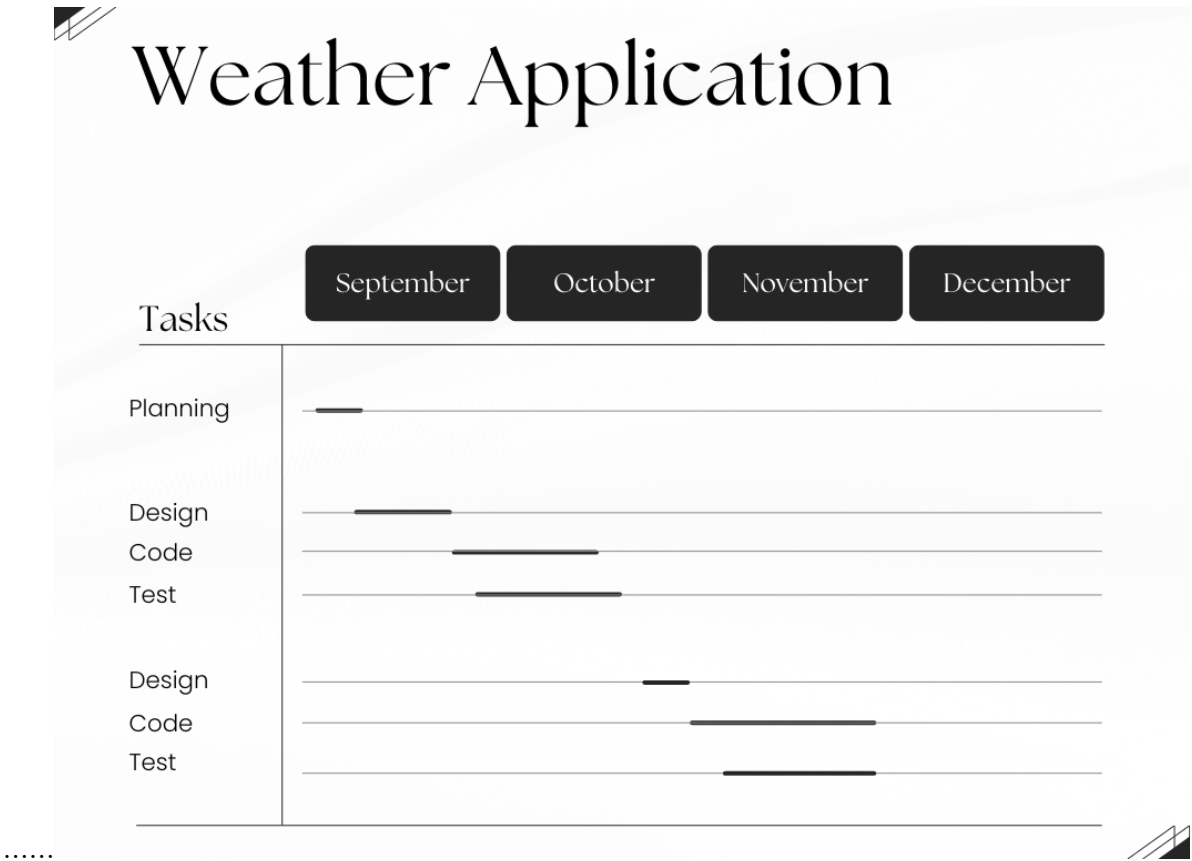 Weather Application
September October November December
Tasks
Planning
Design
Code
Test
Design
Code
Test
......